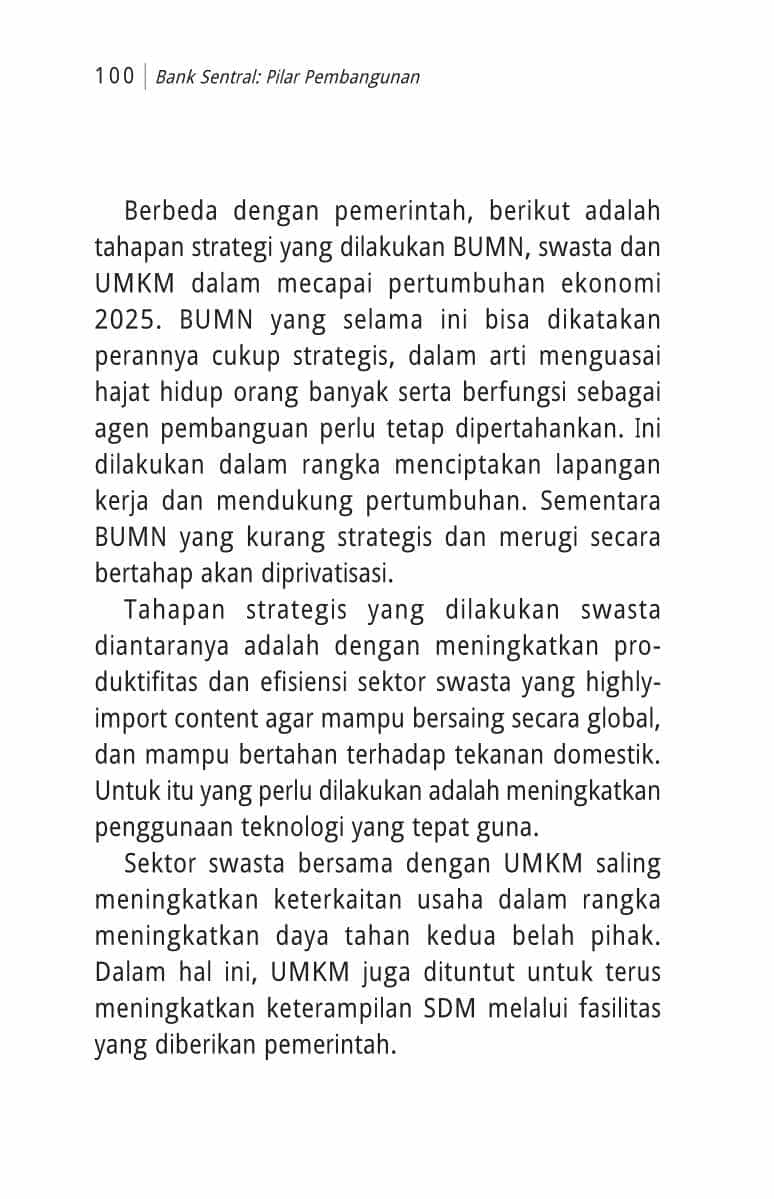 100 | Bank Sentral: Pilar Pembangunan
Berbeda dengan pemerintah, berikut adalah
tahapan strategi yang dilakukan BUMN, swasta dan
UMKM dalam mecapai pertumbuhan ekonomi
2025. BUMN yang selama ini bisa dikatakan
perannya cukup strategis, dalam arti menguasai
hajat hidup orang banyak serta berfungsi sebagai
agen pembanguan perlu tetap dipertahankan. Ini
dilakukan dalam rangka menciptakan lapangan
kerja dan mendukung pertumbuhan. Sementara
BUMN yang kurang strategis dan merugi secara
bertahap akan diprivatisasi.
Tahapan strategis yang dilakukan swasta
diantaranya adalah dengan meningkatkan pro-
duktifitas dan efisiensi sektor swasta yang highly-
import content agar mampu bersaing secara global,
dan mampu bertahan terhadap tekanan domestik.
Untuk itu yang perlu dilakukan adalah meningkatkan
penggunaan teknologi yang tepat guna.
Sektor swasta bersama dengan UMKM saling
meningkatkan keterkaitan usaha dalam rangka
meningkatkan daya tahan kedua belah pihak.
Dalam hal ini, UMKM juga dituntut untuk terus
meningkatkan keterampilan SDM melalui fasilitas
yang diberikan pemerintah.